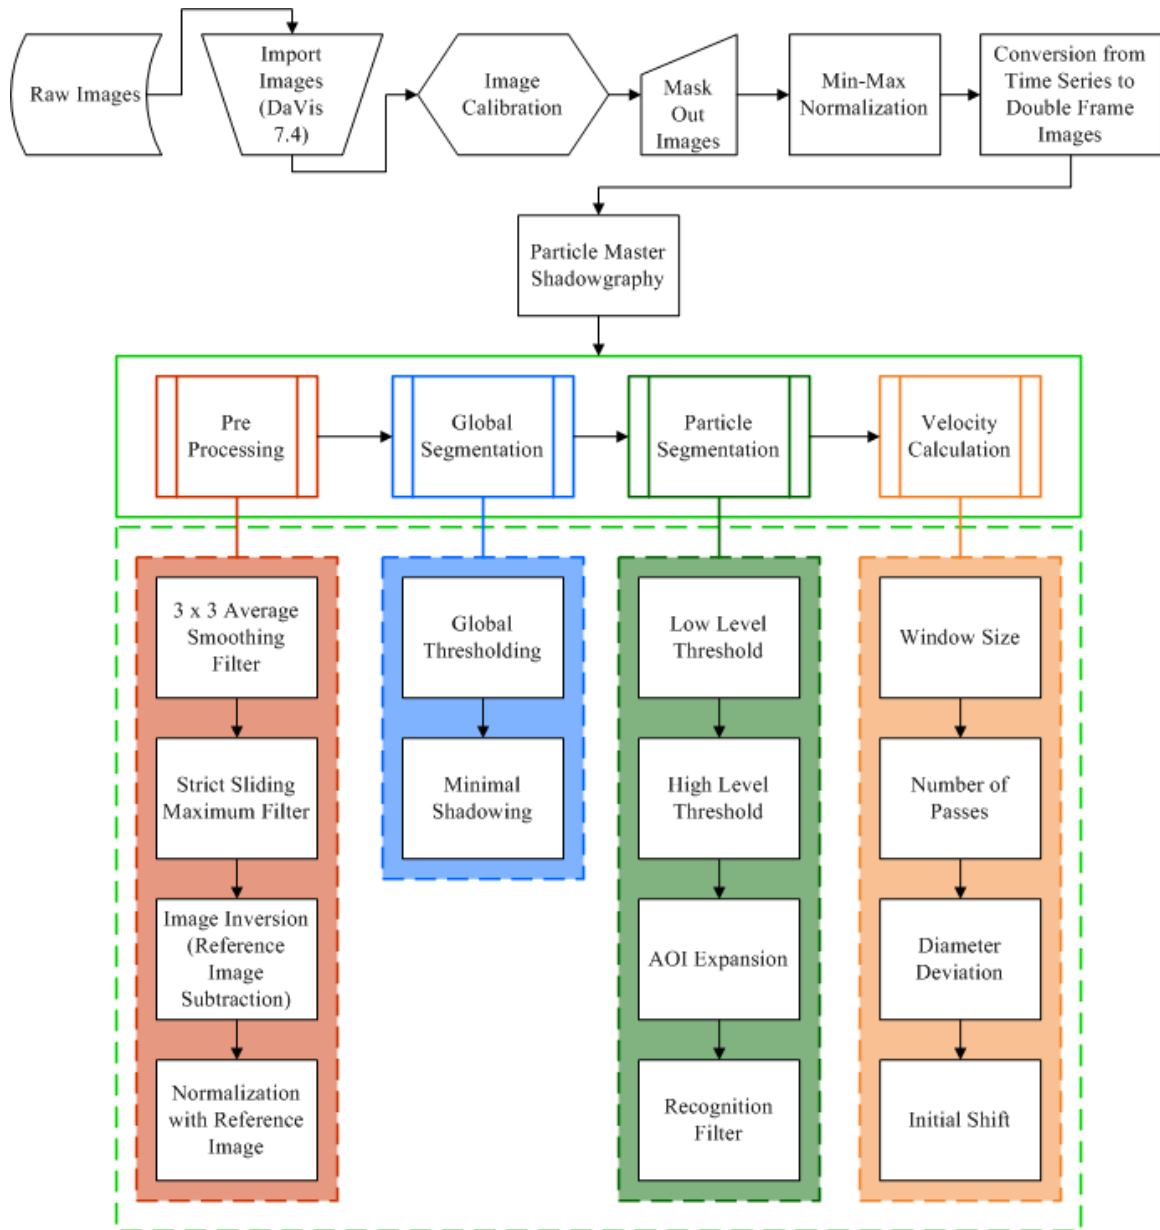 Raw Images
Import
Images
(DaVis
7.4)
Image
Calibration
Mask
Out
Images
Min-Max
Normalization
Conversion from
Time Series to
Double Frame
Images
Particle Master
Shadowgraphy
Pre
Processing
Global
Segmentation
Particle
Segmentation
Velocity
Calculation
3 x 3 Average
Smoothing
Filter
Strict Sliding
Maximum Filter
Image Inversion
(Reference
Image
Subtraction)
Normalization
with Reference
Image
Global
Thresholding
Minimal
Shadowing
Low Level
Threshold
High Level
Threshold
AOI Expansion
Recognition
Filter
Window Size
Number of
Passes
Diameter
Deviation
Initial Shift